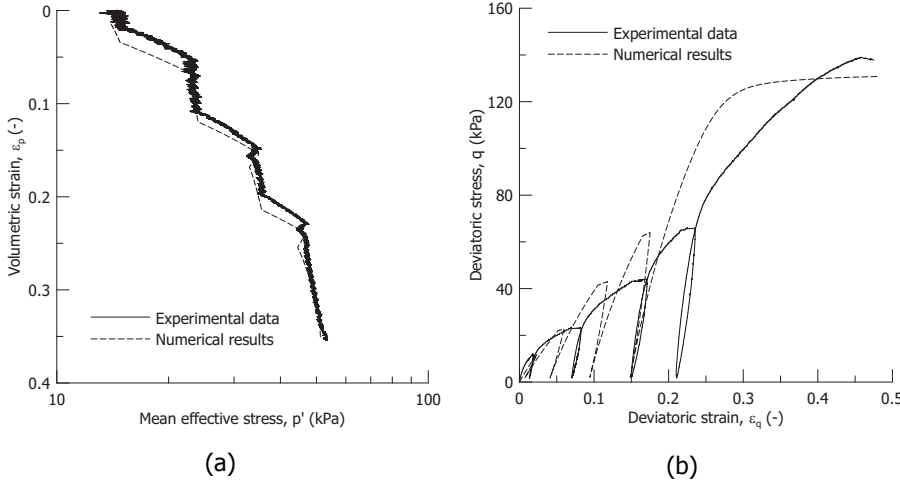 0
0.1
0.2
0.3
0.4
Volumetric strain, εp (-)
Experimental data
Numerical results
10
100
Mean effective stress, p' (kPa)
(a)
160
120
80
40
0
Deviatoric stress, q (kPa)
Experimental data
Numerical results
0
0.1
0.2
0.3
0.4
0.5
Deviatoric strain, εq (-)
(b)